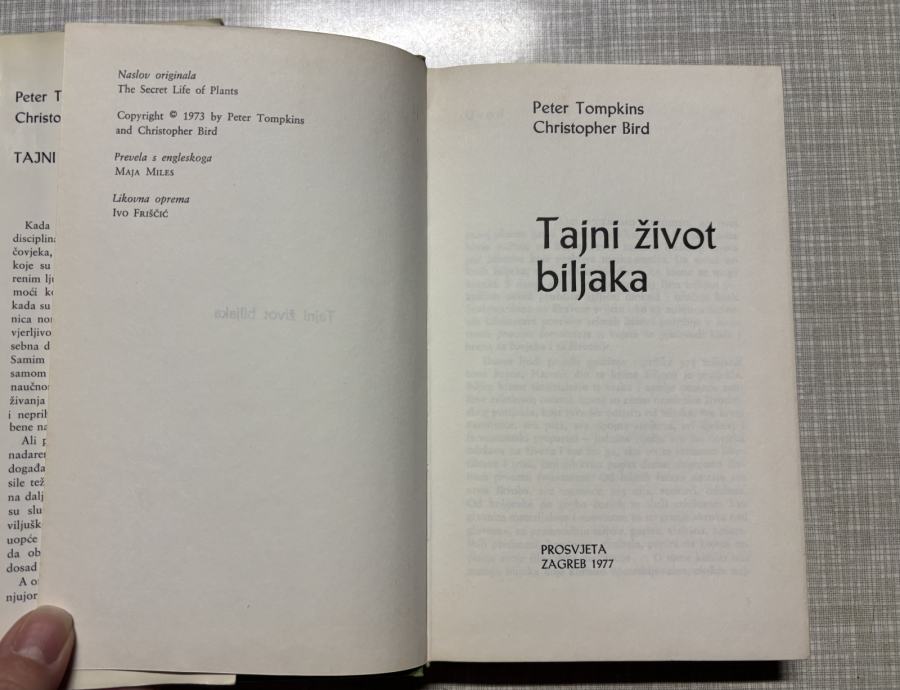 Peter T
Christo
TAJNI
Kada
disciplin
čovjeka,
koje su
renim lj
moći k
kada su
nica no
vjerljivo
sebna d
Samim
samom
naučno
živanja
i nepri
bene na
Ali p
nadare
događa
sile tež
na dalj
su slu
viljušk
uopće
da ob
dosad
A o
njujor
Naslov originala
The Secret Life of Plants
Copyright © 1973 by Peter Tompkins
and Christopher Bird
Prevela s engleskoga
MAJA MILES
Likovna oprema
IVO FRIŠČIĆ
Peter Tompkins
Christopher Bird
Tajni život
biljaka
PROSVJETA
ZAGREB 1977